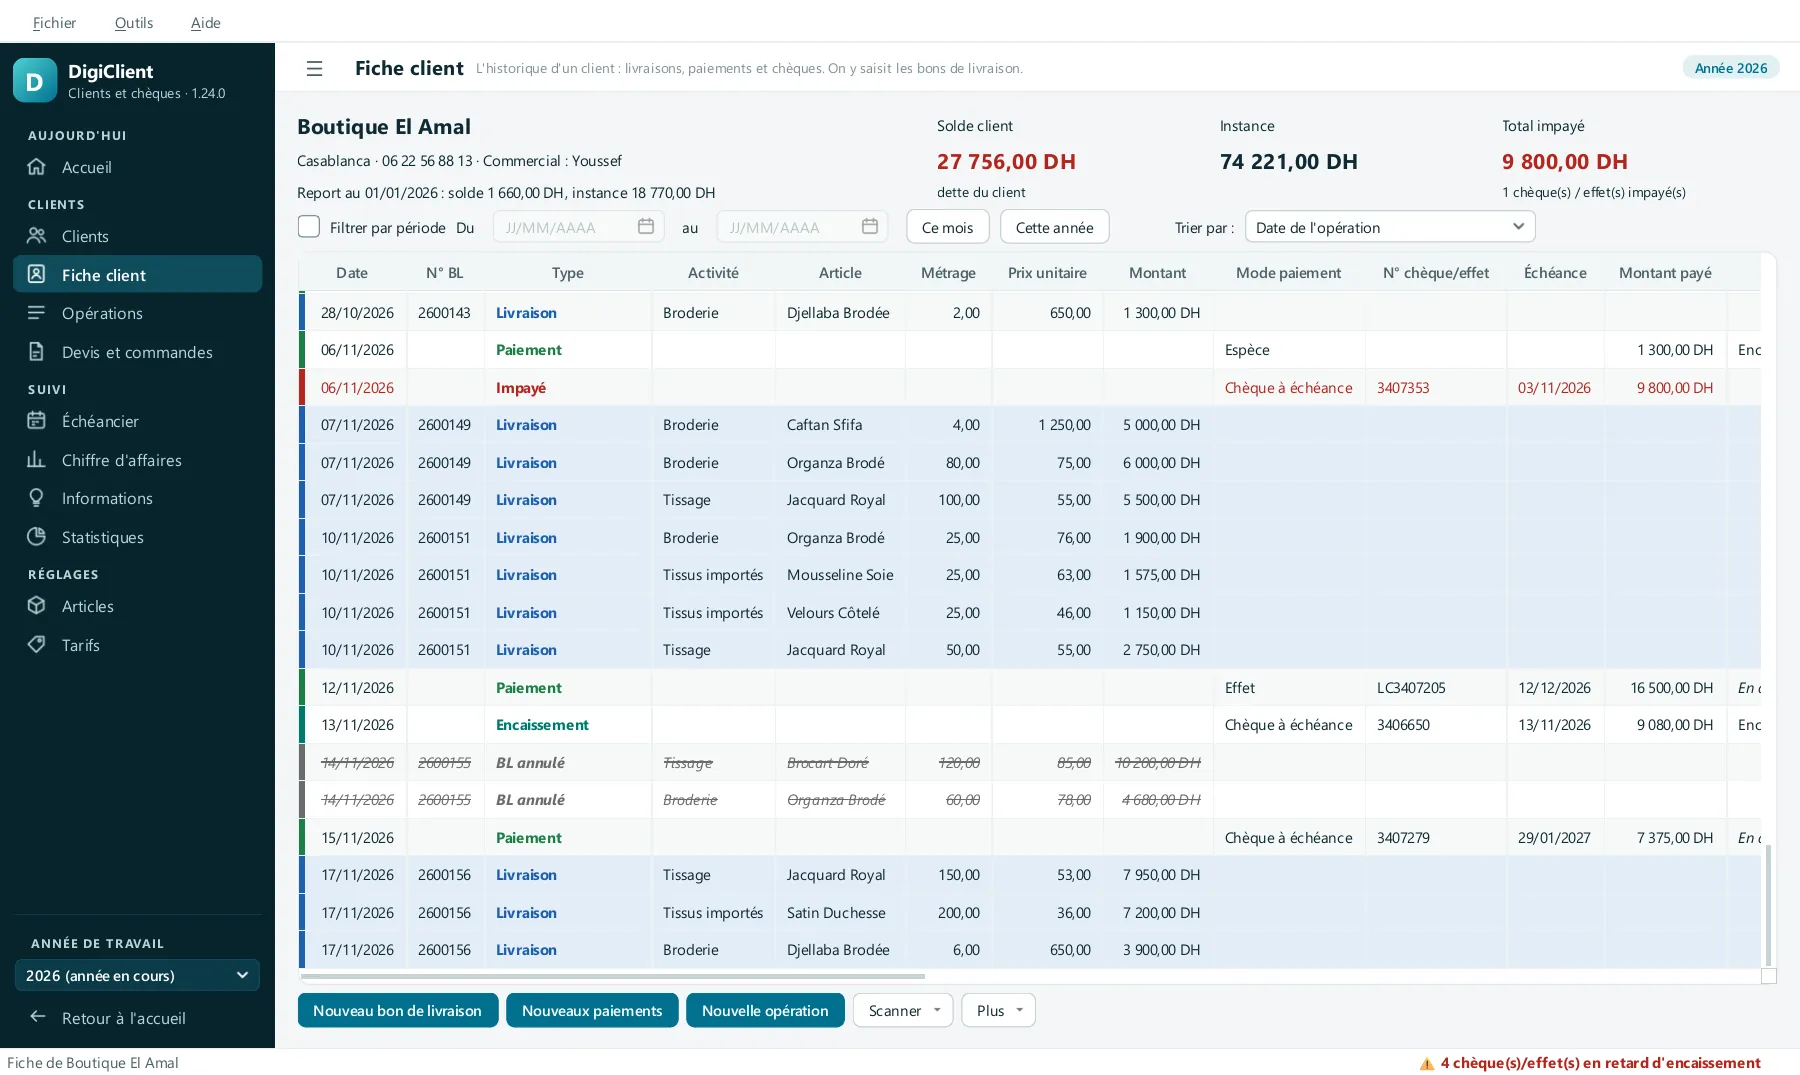 Fichier Outils Aide
D DigiClient
Clients et chèques · 1.24.0
AUJOURD'HUI
Accueil
CLIENTS
Clients
Fiche client
Opérations
Devis et commandes
SUIVI
Échéancier
Chiffre d'affaires
Informations
Statistiques
RÉGLAGES
Articles
Tarifs
ANNÉE DE TRAVAIL
2026 (année en cours)
Retour à l'accueil
Fiche client L'historique d'un client : livraisons, paiements et chèques. On y saisit les bons de livraison. Année 2026
Boutique El Amal
Casablanca · 06 22 56 88 13 · Commercial : Youssef
Report au 01/01/2026 : solde 1 660,00 DH, instance 18 770,00 DH
Solde client
27 756,00 DH
dette du client
Instance
74 221,00 DH
Total impayé
9 800,00 DH
1 chèque(s) / effet(s) impayé(s)
Filtrer par période Du JJ/MM/AAAA au JJ/MM/AAAA Ce mois Cette année Trier par : Date de l'opération
Date N° BL Type Activité Article Métrage Prix unitaire Montant Mode paiement N° chèque/effet Échéance Montant payé
28/10/2026 2600143 Livraison Broderie Djellaba Brodée 2,00 650,00 1 300,00 DH
06/11/2026 Paiement Espèce 1 300,00 DH Enc
06/11/2026 Impayé Chèque à échéance 3407353 03/11/2026 9 800,00 DH
07/11/2026 2600149 Livraison Broderie Caftan Sfifa 4,00 1 250,00 5 000,00 DH
07/11/2026 2600149 Livraison Broderie Organza Brodé 80,00 75,00 6 000,00 DH
07/11/2026 2600149 Livraison Tissage Jacquard Royal 100,00 55,00 5 500,00 DH
10/11/2026 2600151 Livraison Broderie Organza Brodé 25,00 76,00 1 900,00 DH
10/11/2026 2600151 Livraison Tissus importés Mousseline Soie 25,00 63,00 1 575,00 DH
10/11/2026 2600151 Livraison Tissus importés Velours Côtelé 25,00 46,00 1 150,00 DH
10/11/2026 2600151 Livraison Tissage Jacquard Royal 50,00 55,00 2 750,00 DH
12/11/2026 Paiement Effet LC3407205 12/12/2026 16 500,00 DH En
13/11/2026 Encaissement Chèque à échéance 3406650 13/11/2026 9 080,00 DH Enc
14/11/2026 2600155 BL annulé Tissage Brocart Doré 120,00 85,00 10 200,00 DH
14/11/2026 2600155 BL annulé Broderie Organza Brodé 60,00 78,00 4 680,00 DH
15/11/2026 Paiement Chèque à échéance 3407279 29/01/2027 7 375,00 DH En
17/11/2026 2600156 Livraison Tissage Jacquard Royal 150,00 53,00 7 950,00 DH
17/11/2026 2600156 Livraison Tissus importés Satin Duchesse 200,00 36,00 7 200,00 DH
17/11/2026 2600156 Livraison Broderie Djellaba Brodée 6,00 650,00 3 900,00 DH
Nouveau bon de livraison Nouveaux paiements Nouvelle opération Scanner Plus
Fiche de Boutique El Amal 4 chèque(s)/effet(s) en retard d'encaissement